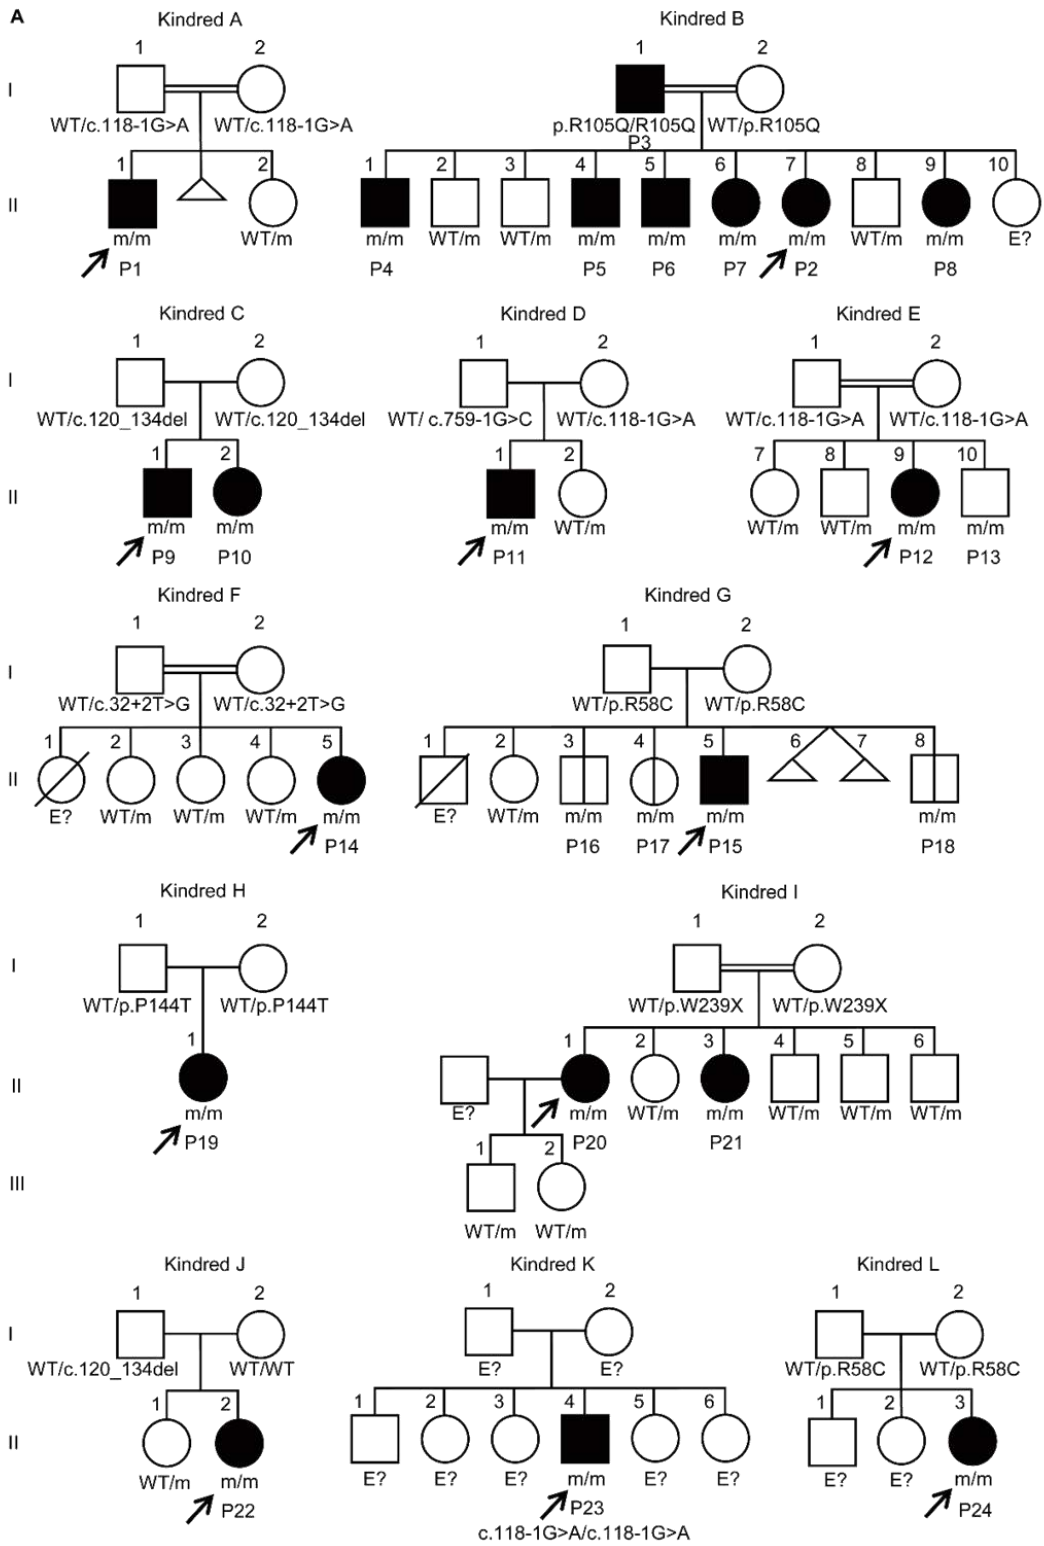 A
Kindred A
Kindred B
1 2
1 2
I
WT/c.118-1G>A WT/c.118-1G>A
p.R105Q/R105Q WT/p.R105Q
P3
1 2
1 2 3 4 5 6 7 8 9 10
II
m/m WT/m
m/m WT/m WT/m m/m m/m m/m m/m WT/m m/m E?
P1
P4 P5 P6 P7 P2 P8
Kindred C
Kindred D
Kindred E
1 2
1 2
1 2
I
WT/c.120_134del WT/c.120_134del
WT/ c.759-1G>C WT/c.118-1G>A
WT/c.118-1G>A WT/c.118-1G>A
1 2
1 2
7 8 9 10
II
m/m m/m
m/m WT/m
WT/m WT/m m/m m/m
P9 P10
P11
P12 P13
Kindred F
Kindred G
1 2
1 2
I
WT/c.32+2T>G WT/c.32+2T>G
WT/p.R58C WT/p.R58C
1 2 3 4 5
1 2 3 4 5 6 7 8
II
E? WT/m WT/m WT/m m/m
E? WT/m m/m m/m m/m m/m
P14
P16 P17 P15 P18
Kindred H
Kindred I
1 2
1 2
I
WT/p.P144T WT/p.P144T
WT/p.W239X WT/p.W239X
1
1 2 3 4 5 6
II
m/m
E? m/m WT/m m/m WT/m WT/m WT/m
P19
P20 P21
1 2
III
WT/m WT/m
Kindred J
Kindred K
Kindred L
1 2
1 2
1 2
I
WT/c.120_134del WT/WT
E? E?
WT/p.R58C WT/p.R58C
1 2
1 2 3 4 5 6
1 2 3
II
WT/m m/m
E? E? E? m/m E? E?
E? E? m/m
P22
P23
P24
c.118-1G>A/c.118-1G>A